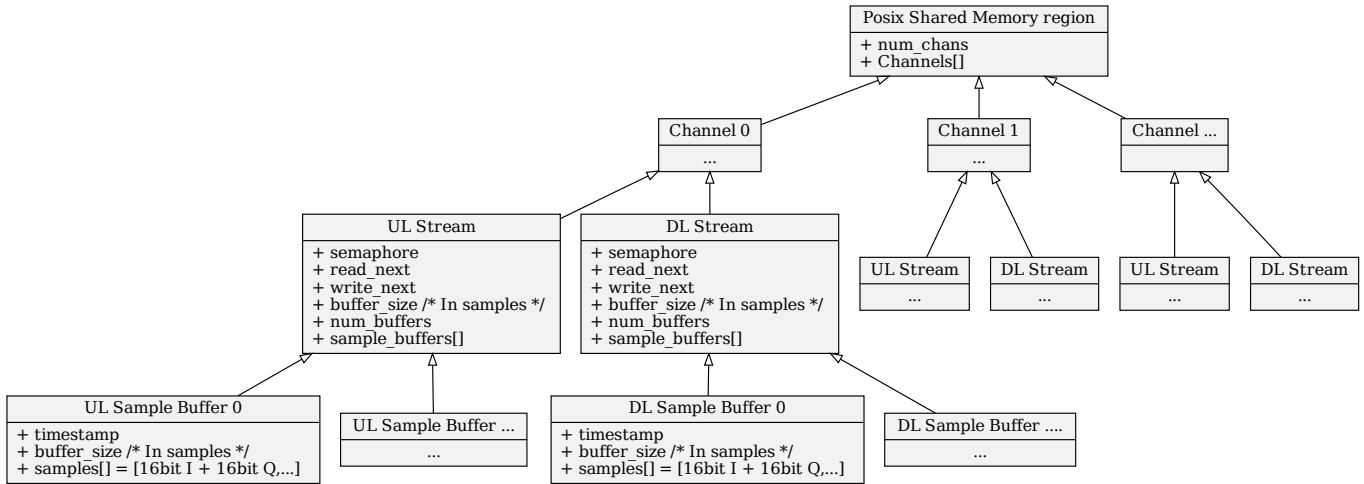 Posix Shared Memory region
+ num_chans
+ Channels[]
Channel 0
...
Channel 1
...
Channel ...
UL Stream
+ semaphore
+ read_next
+ write_next
+ buffer_size /* In samples */
+ num_buffers
+ sample_buffers[]
DL Stream
+ semaphore
+ read_next
+ write_next
+ buffer_size /* In samples */
+ num_buffers
+ sample_buffers[]
UL Stream
...
DL Stream
...
UL Stream
...
DL Stream
...
UL Sample Buffer 0
+ timestamp
+ buffer_size /* In samples */
+ samples[] = [16bit I + 16bit Q,...]
UL Sample Buffer ...
...
DL Sample Buffer 0
+ timestamp
+ buffer_size /* In samples */
+ samples[] = [16bit I + 16bit Q,...]
DL Sample Buffer ....
...